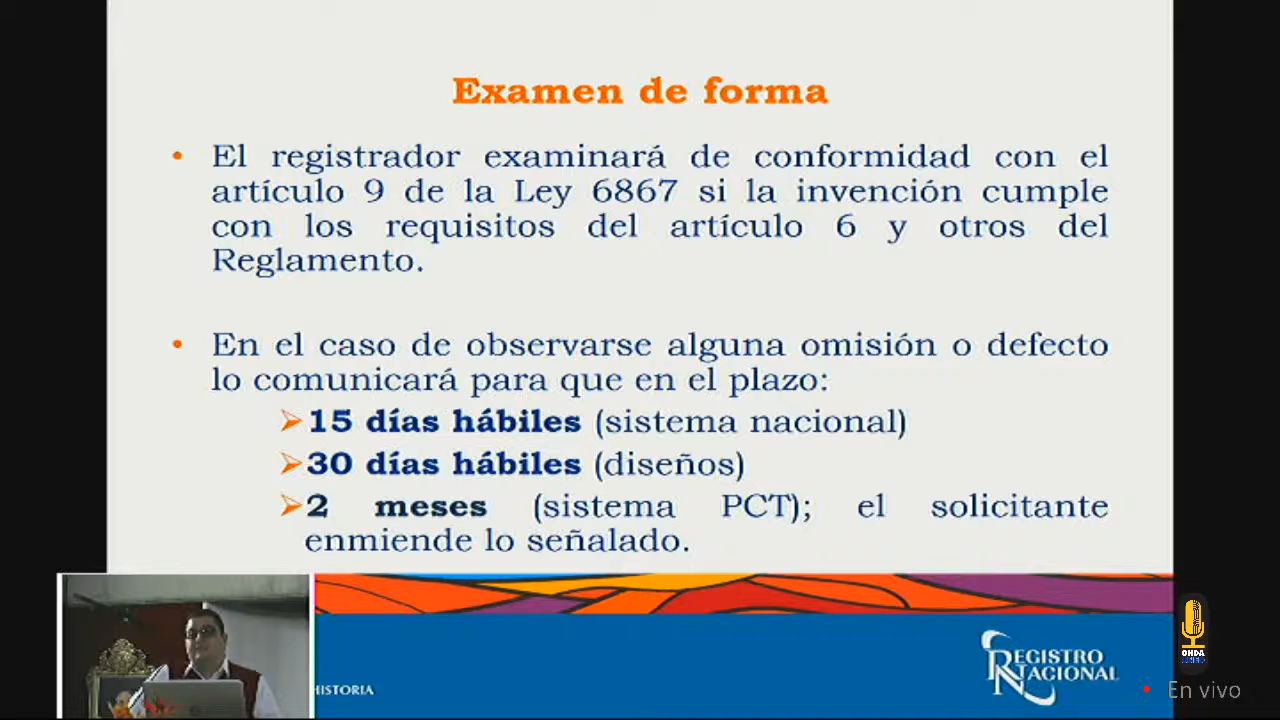 Examen de forma
• El registrador examinará de conformidad con el
artículo 9 de la Ley 6867 si la invención cumple
con los requisitos del artículo 6 y otros del
Reglamento.
• En el caso de observarse alguna omisión o defecto
lo comunicará para que en el plazo:
➢15 días hábiles (sistema nacional)
➢30 días hábiles (diseños)
➢2 meses (sistema PCT); el solicitante
enmiende lo señalado.
HISTORIA
REGISTRO
NACIONAL
ONDA
En vivo